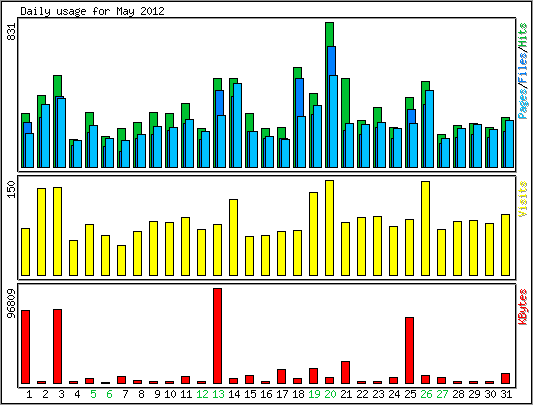 Daily usage for May 2012
831
Pages/Files/Hits
150
Visits
96809
KBytes
1 2 3 4 5 6 7 8 9 10 11 12 13 14 15 16 17 18 19 20 21 22 23 24 25 26 27 28 29 30 31